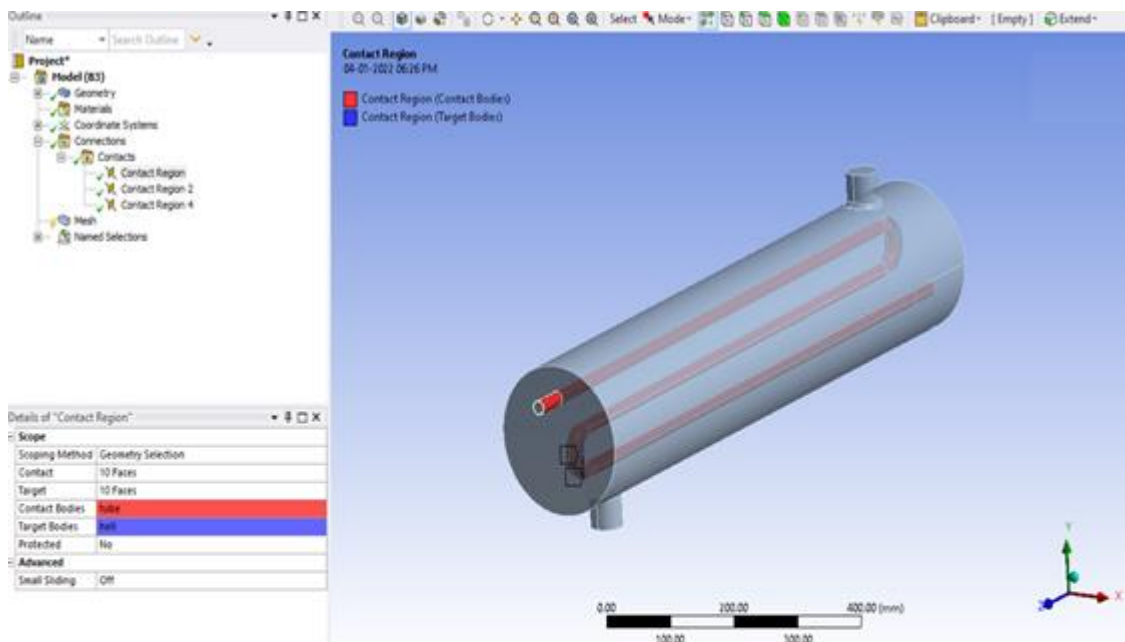 Outline
Name
Search Outline
Project*
Model (B3)
Geometry
Materials
Coordinate Systems
Connections
Contacts
Contact Region
Contact Region 2
Contact Region 4
Mesh
Named Selections
Details of "Contact Region"
Scope
Scoping Method Geometry Selection
Contact 10 Faces
Target 10 Faces
Contact Bodies tube
Target Bodies
Protected No
Advanced
Small Sliding Off
Select Mode Clipboard [Empty] Extend
Contact Region
04-01-2022 06:26 PM
Contact Region (Contact Bodies)
Contact Region (Target Bodies)
0.00 200.00 400.00 (mm)
100.00 300.00
Y
X
Z